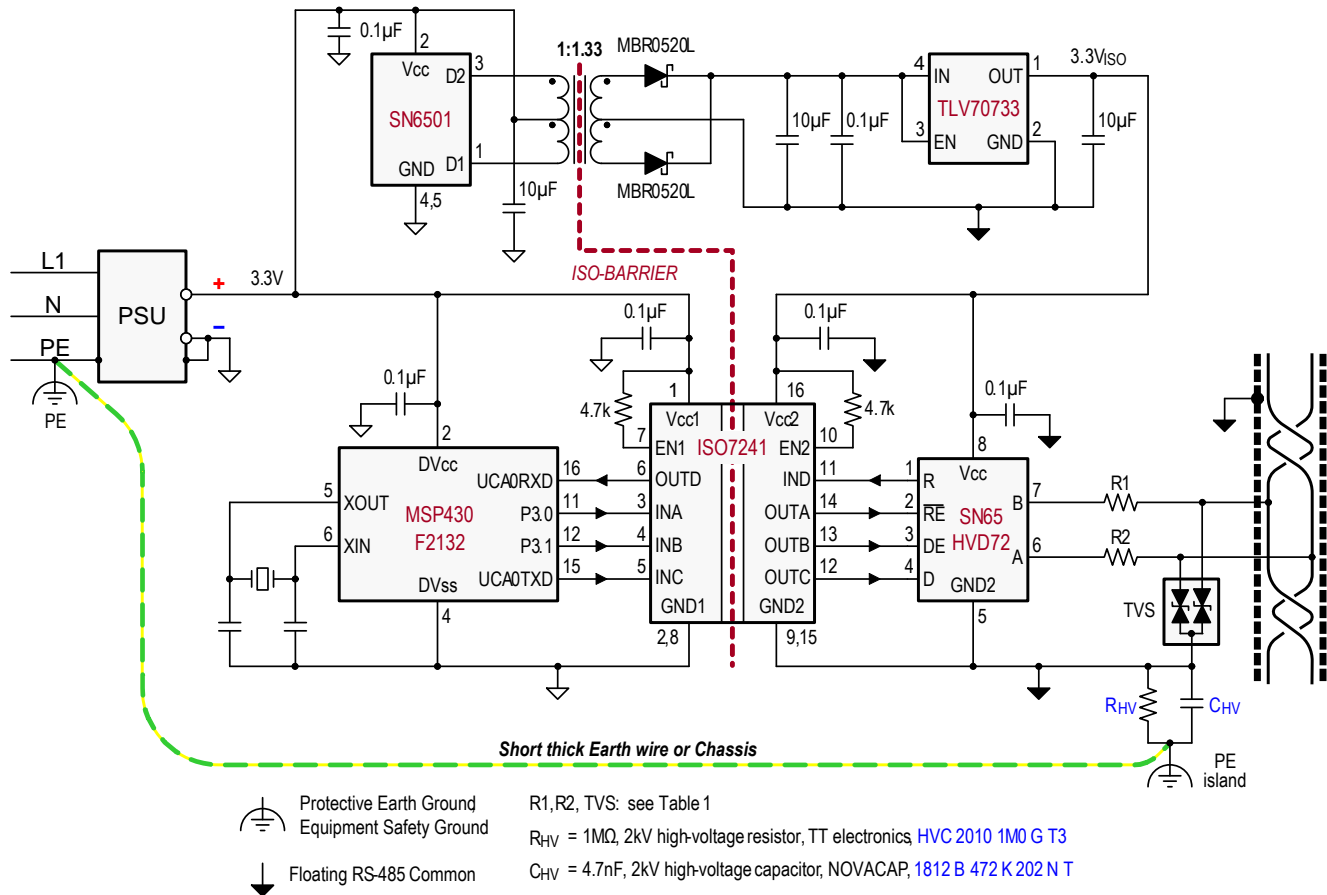 0.1µF
2
Vcc
D2
3
SN6501
D1
1
GND
4,5
10µF
1:1.33
MBR0520L
MBR0520L
10µF
0.1µF
4
IN
OUT
1
3.3VISO
TLV70733
3
EN
GND
2
10µF
ISO-BARRIER
L1
N
PE
PSU
+
–
3.3V
PE
0.1µF
2
DVcc
5
XOUT
6
XIN
MSP430
F2132
DVss
4
UCA0RXD
16
P3.0
11
P3.1
12
UCA0TXD
15
0.1µF
4.7k
1
Vcc1
7
EN1
6
OUTD
3
INA
4
INB
5
INC
GND1
2,8
ISO7241
0.1µF
4.7k
16
Vcc2
EN2
10
IND
11
OUTA
14
OUTB
13
OUTC
12
GND2
9,15
0.1µF
8
Vcc
1
R
2
RE
3
DE
4
D
SN65
HVD72
B
7
A
6
GND2
5
R1
R2
TVS
RHV
CHV
PE
island
Short thick Earth wire or Chassis
Protective Earth Ground
Equipment Safety Ground
Floating RS-485 Common
R1,R2, TVS: see Table 1
RHV = 1MΩ, 2kV high-voltage resistor, TT electronics, HVC 2010 1M0 G T3
CHV = 4.7nF, 2kV high-voltage capacitor, NOVACAP, 1812 B 472 K 202 N T